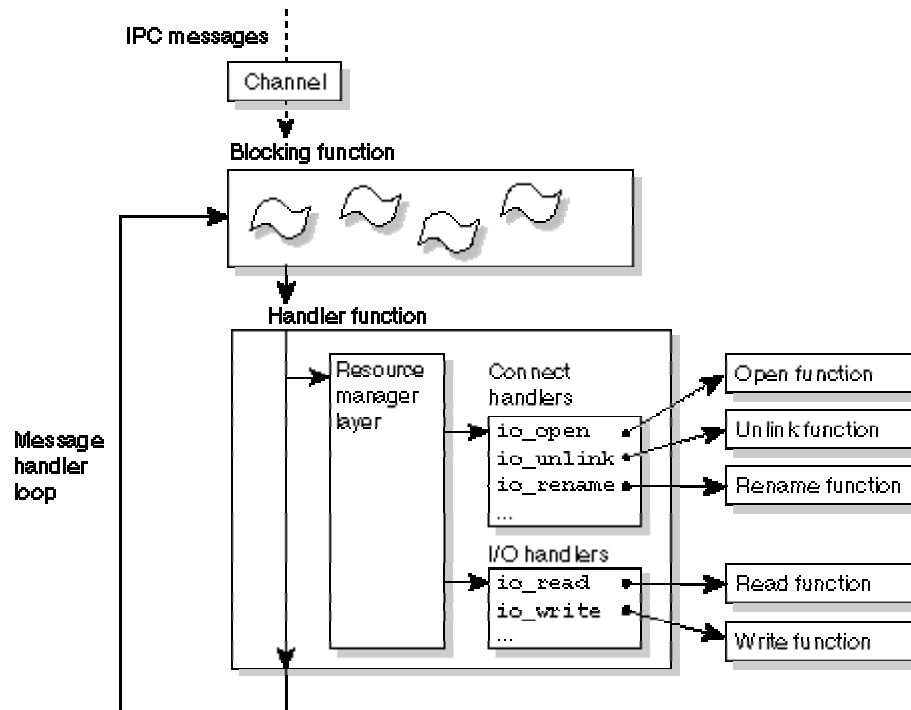 IPC messages
Channel
Blocking function
Handler function
Resource
manager
layer
Connect
handlers
io_open
io_unlink
io_rename
...
I/O handlers
io_read
io_write
...
Open function
Unlink function
Rename function
Read function
Write function
Message
handler
loop